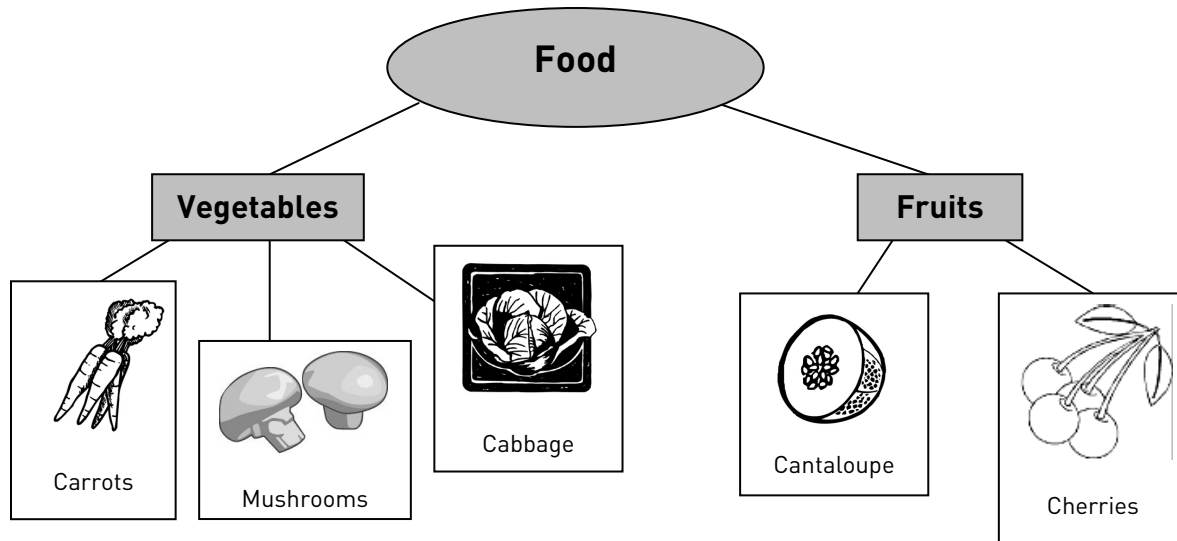 Food
Vegetables
Fruits
Carrots
Mushrooms
Cabbage
Cantaloupe
Cherries